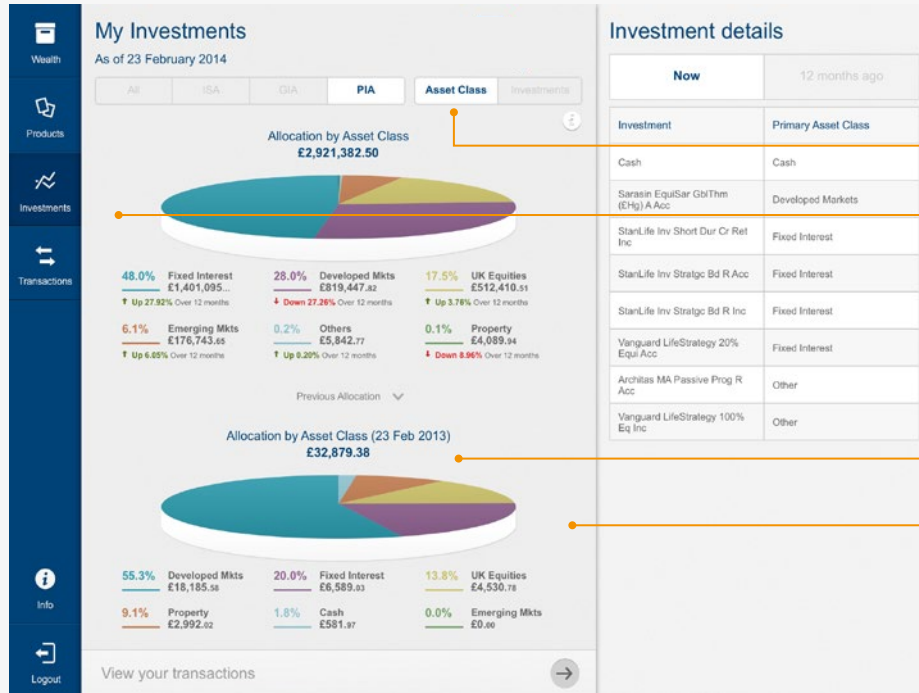 Wealth
Products
Investments
Transactions
Info
Logout
My Investments
As of 23 February 2014
All ISA GIA PIA Asset Class Investments
i
Allocation by Asset Class
£2,921,382.50
48.0% Fixed Interest
£1,401,095...
↑ Up 27.92% Over 12 months
28.0% Developed Mkts
£819,447.82
↓ Down 27.26% Over 12 months
17.5% UK Equities
£512,410.51
↑ Up 3.76% Over 12 months
6.1% Emerging Mkts
£176,743.65
↑ Up 6.05% Over 12 months
0.2% Others
£5,842.77
↑ Up 0.20% Over 12 months
0.1% Property
£4,089.94
↓ Down 8.96% Over 12 months
Previous Allocation
Allocation by Asset Class (23 Feb 2013)
£32,879.38
55.3% Developed Mkts
£18,185.58
20.0% Fixed Interest
£6,589.03
13.8% UK Equities
£4,530.78
9.1% Property
£2,992.02
1.8% Cash
£581.97
0.0% Emerging Mkts
£0.00
View your transactions
Investment details
Now 12 months ago
Investment Primary Asset Class
Cash Cash
Sarasin EquiSar GblThm
(£Hg) A Acc Developed Markets
StanLife Inv Short Dur Cr Ret
Inc Fixed Interest
StanLife Inv Stratgc Bd R Acc Fixed Interest
StanLife Inv Stratgc Bd R Inc Fixed Interest
Vanguard LifeStrategy 20%
Equi Acc Fixed Interest
Architas MA Passive Prog R
Acc Other
Vanguard LifeStrategy 100%
Eq Inc Other